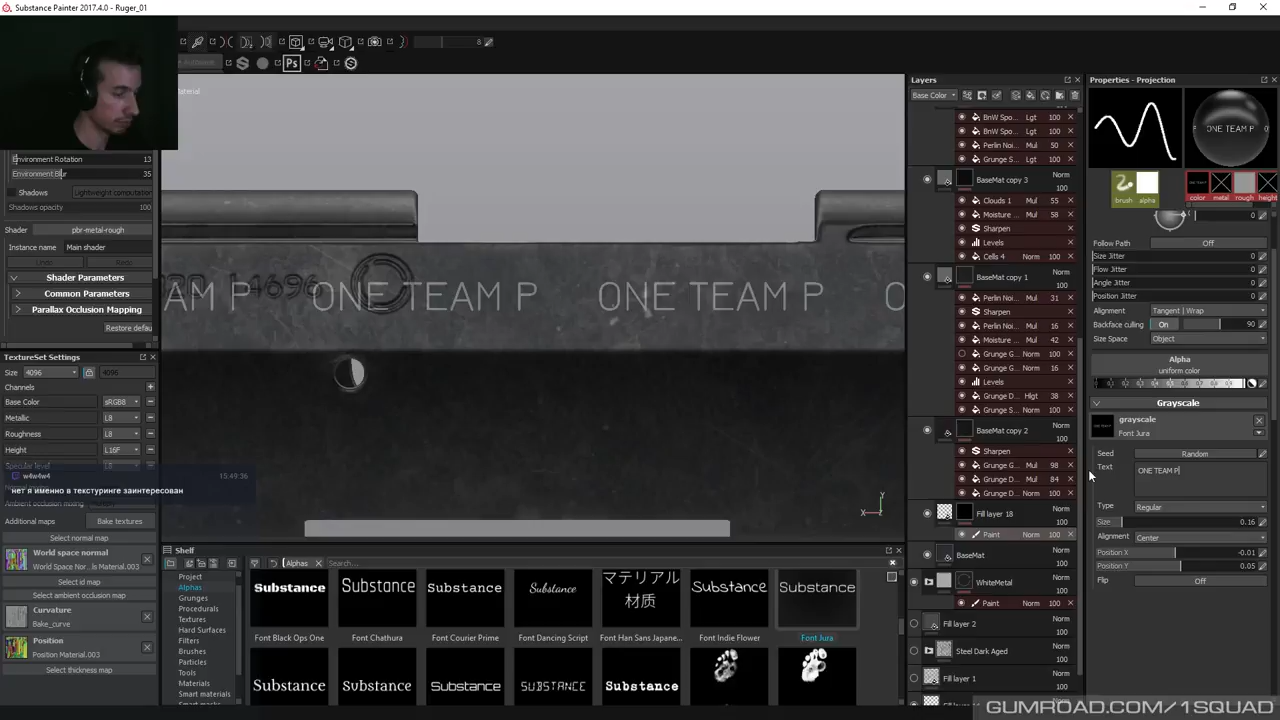 Substance Painter 2017.4.0 - Ruger_01
8
Material
Environment Rotation 13
Environment Blur 35
Shadows Lightweight computation
Shadows opacity 100
Shader pbr-metal-rough
Instance name Main shader
Shader Parameters
Common Parameters
Parallax Occlusion Mapping
Restore defau
TextureSet Settings
Size 4096 4096
Channels
Base Color sRGB8
Metallic L8
Roughness L8
Height L16F
Specular level L8
w4w4w4 15:49:36
нет я именно в текстуринге заинтересован
Ambient occlusion mixing
Additional maps Bake textures
Select normal map
World space normal
World Space Nor...ls Material.003
Select id map
Select ambient occlusion map
Curvature
Bake_curve
Position
Position Material.003
Select thickness map
AM P ONE TEAM P ONE TEAM P O
Y
X
Shelf
Alphas Search...
Project
Alphas
Grunges
Procedurals
Textures
Hard Surfaces
Filters
Brushes
Particles
Tools
Materials
Smart materials
Substance Substance Substance Substance マテリアル Substance Substance
材质
Font Black Ops One Font Chathura Font Courier Prime Font Dancing Script Font Han Sans Japane... Font Indie Flower Font Jura
Substance Substance Substance SUBSTANCE Substance
Layers
Base Color
BnW Spo... Lgt 100
BnW Spo... Lgt 100
Perlin Noi... Mul 50
Grunge S... Lgt 100
BaseMat copy 3 Norm 100
Clouds 1 Mul 55
Moisture ... Mul 58
Sharpen
Levels
Cells 4 Norm 100
BaseMat copy 1 Norm 100
Perlin Noi... Mul 31
Sharpen
Perlin Noi... Mul 16
Moisture ... Mul 42
Grunge G... Norm 100
Grunge G... Norm 16
Levels
Grunge D... Hlgt 38
Grunge S... Norm 100
BaseMat copy 2 Norm 100
Sharpen
Grunge G... Mul 98
Grunge D... Mul 84
Grunge D... Norm 100
Fill layer 18 Norm 100
Paint Norm 100
BaseMat Norm 100
WhiteMetal Norm 100
Paint Norm 100
Fill layer 2 Norm 100
Steel Dark Aged Norm 100
Fill layer 1 Norm 100
Norm
Properties - Projection
ONE TEAM P
brush alpha color metal rough height
0
Follow Path Off
Size Jitter 0
Flow Jitter 0
Angle Jitter 0
Position Jitter 0
Alignment Tangent | Wrap
Backface culling On 90
Size Space Object
Alpha
uniform color
Grayscale
grayscale
Font Jura
Seed Random
Text ONE TEAM P
Type Regular
Size 0.16
Alignment Center
Position X -0.01
Position Y 0.05
Flip Off
GUMROAD.COM/1SQUAD